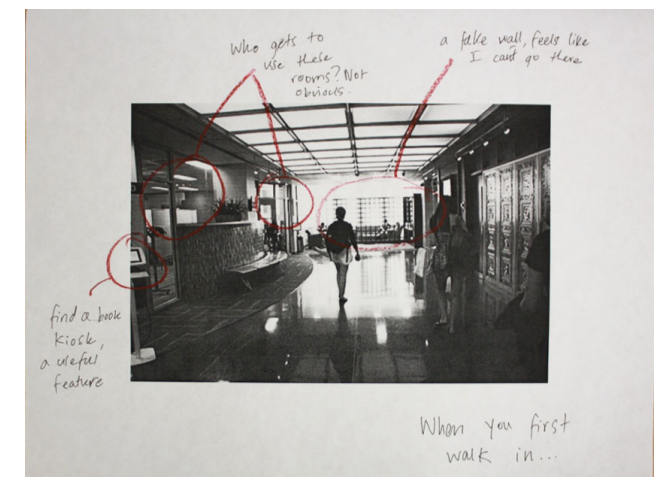 Who gets to
use these
rooms? Not
obvious.
a fake wall, feels like
I can't go there
find a book
kiosk,
a useful
feature
When you first
walk in...